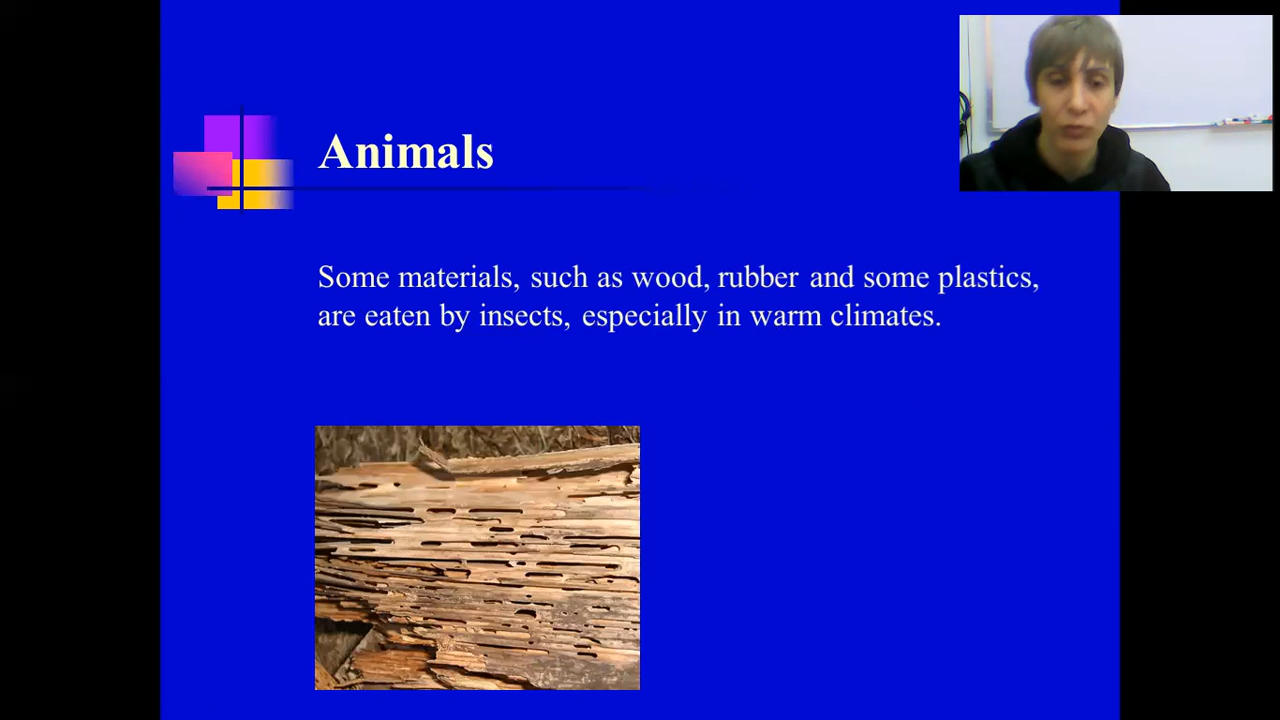 Animals
Some materials, such as wood, rubber and some plastics,
are eaten by insects, especially in warm climates.